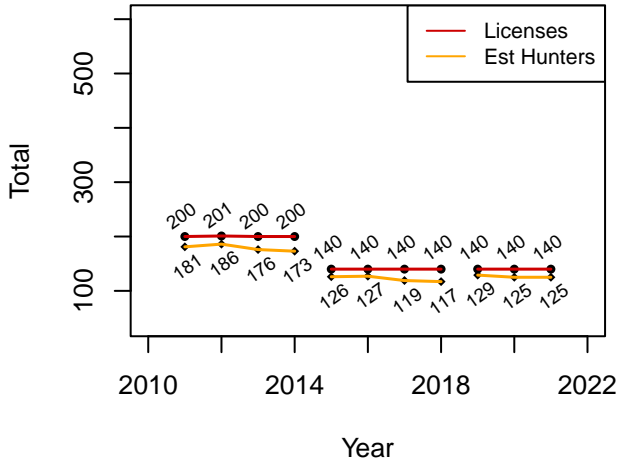 Licenses
Est Hunters
Total
500
300
100
200 201 200 200
181 186 176 173
140 140 140 140 140 140 140
126 127 119 117 129 125 125
2010 2014 2018 2022
Year